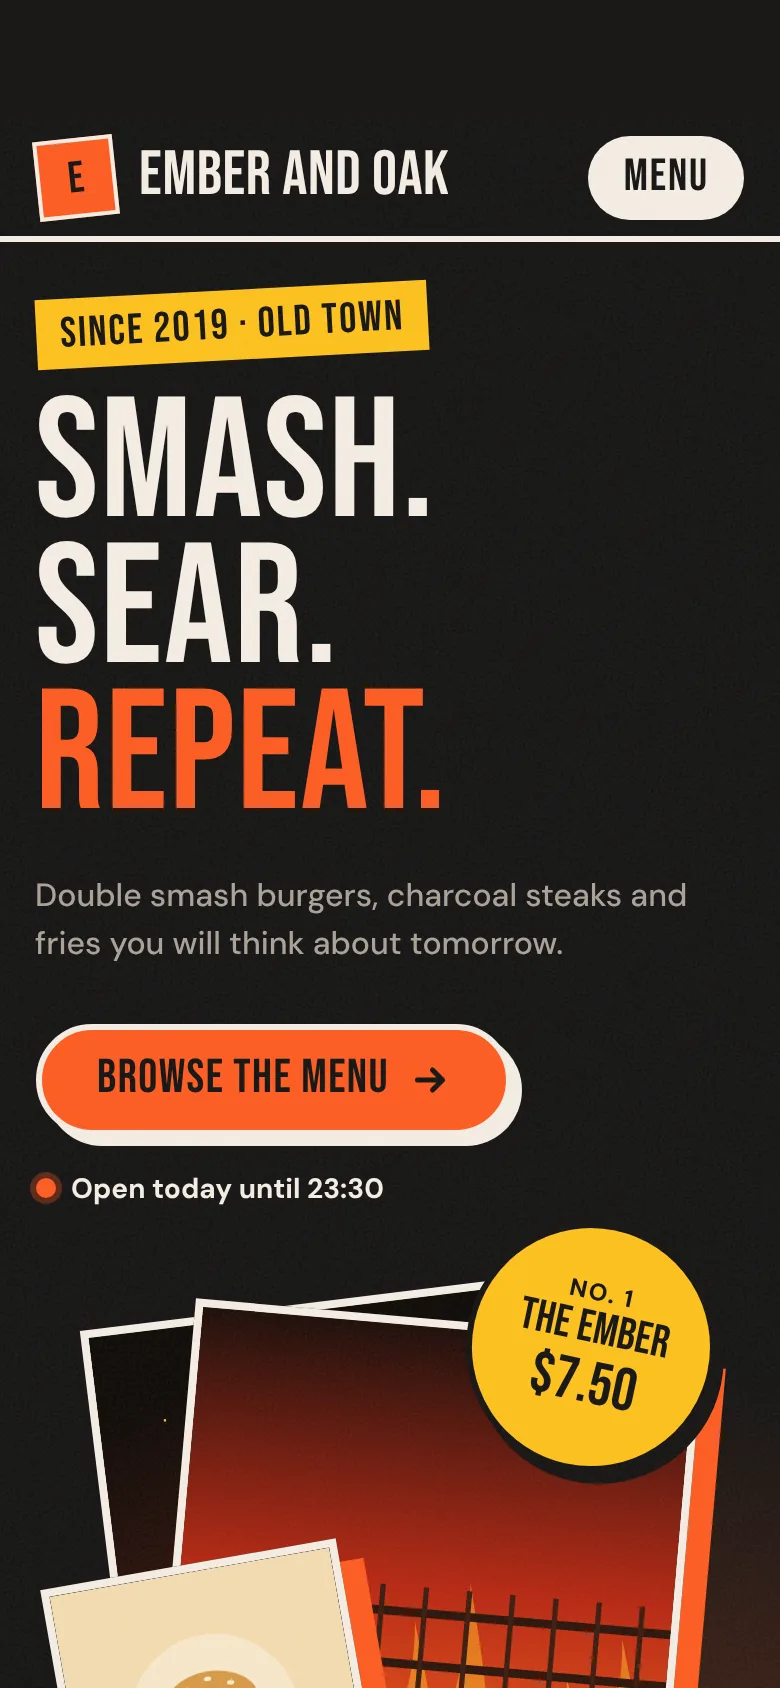 E
EMBER AND OAK
MENU
SINCE 2019 · OLD TOWN
SMASH.
SEAR.
REPEAT.
Double smash burgers, charcoal steaks and
fries you will think about tomorrow.
BROWSE THE MENU →
Open today until 23:30
NO. 1
THE EMBER
$7.50